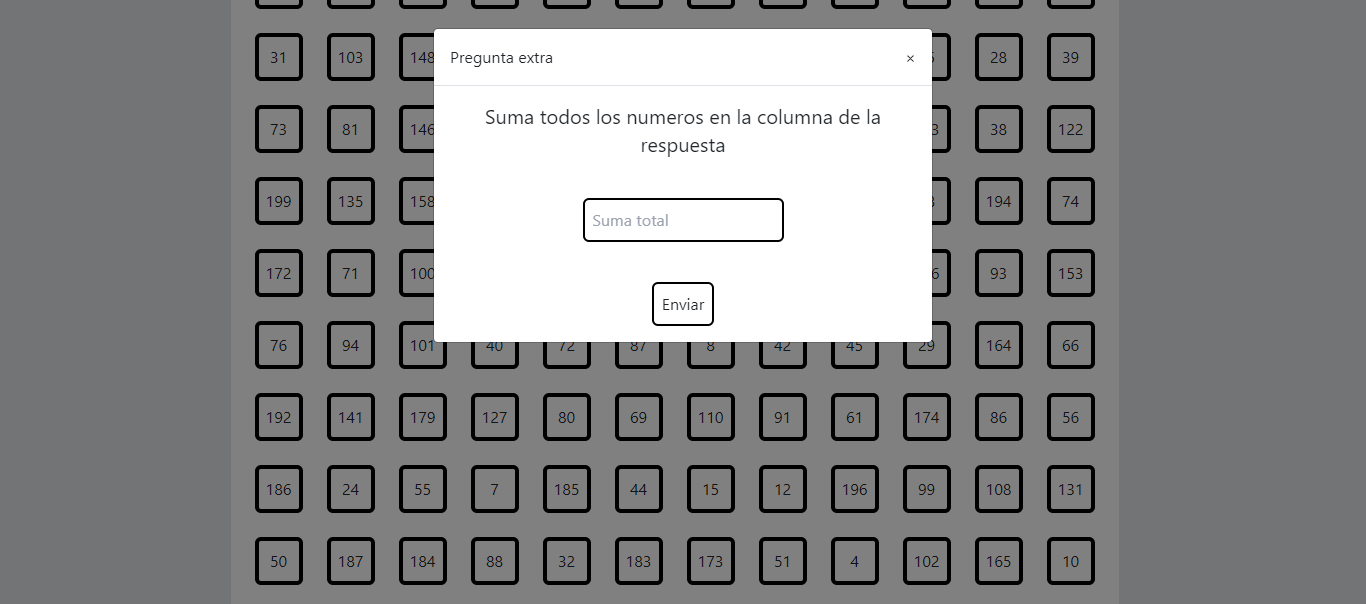 Pregunta extra ×
Suma todos los numeros en la columna de la
respuesta
Suma total
Enviar
31 103 148 28 39
73 81 146 38 122
199 135 158 194 74
172 71 100 93 153
76 94 101 40 72 87 8 42 45 29 164 66
192 141 179 127 80 69 110 91 61 174 86 56
186 24 55 7 185 44 15 12 196 99 108 131
50 187 184 88 32 183 173 51 4 102 165 10